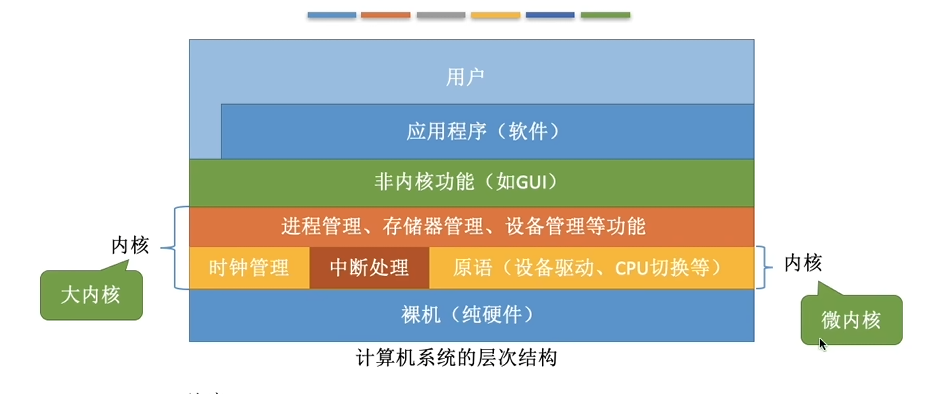 用户
应用程序（软件）
非内核功能（如GUI）
进程管理、存储器管理、设备管理等功能
内核
时钟管理
中断处理
原语（设备驱动、CPU切换等）
内核
大内核
裸机（纯硬件）
微内核
计算机系统的层次结构